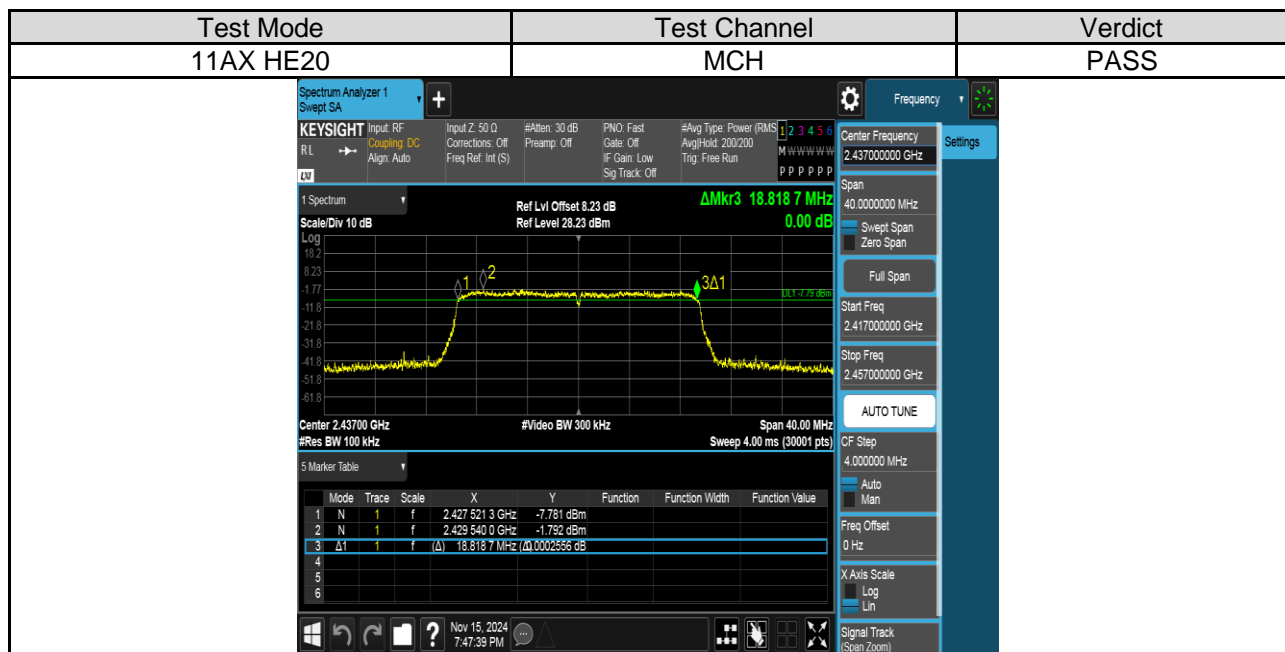 Test Mode Test Channel Verdict
11AX HE20 MCH PASS
Spectrum Analyzer 1
Swept SA
+
Frequency
KEYSIGHT Input: RF Input Z: 50 Ω #Atten: 30 dB PNO: Fast #Avg Type: Power (RMS 1 2 3 4 5 6
RL Coupling: DC Corrections: Off Preamp: Off Gate: Off Avg|Hold: 200/200 M W W W W W
Align: Auto Freq Ref: Int (S) IF Gain: Low Trig: Free Run
LXI Sig Track: Off P P P P P P
1 Spectrum Ref Lvl Offset 8.23 dB ΔMkr3 18.818 7 MHz
Scale/Div 10 dB Ref Level 28.23 dBm 0.00 dB
Log
18.2
8.23
-1.77
-11.8
-21.8
-31.8
-41.8
-51.8
-61.8
1
2
3Δ1
DL1 -7.79 dBm
Center 2.43700 GHz #Video BW 300 kHz Span 40.00 MHz
#Res BW 100 kHz Sweep 4.00 ms (30001 pts)
5 Marker Table
Mode Trace Scale X Y Function Function Width Function Value
1 N 1 f 2.427 521 3 GHz -7.781 dBm
2 N 1 f 2.429 540 0 GHz -1.792 dBm
3 Δ1 1 f (Δ) 18.818 7 MHz (Δ) 0.0002556 dB
4
5
6
Nov 15, 2024
7:47:39 PM
Center Frequency
2.437000000 GHz
Settings
Span
40.0000000 MHz
Swept Span
Zero Span
Full Span
Start Freq
2.417000000 GHz
Stop Freq
2.457000000 GHz
AUTO TUNE
CF Step
4.000000 MHz
Auto
Man
Freq Offset
0 Hz
X Axis Scale
Log
Lin
Signal Track
(Span Zoom)